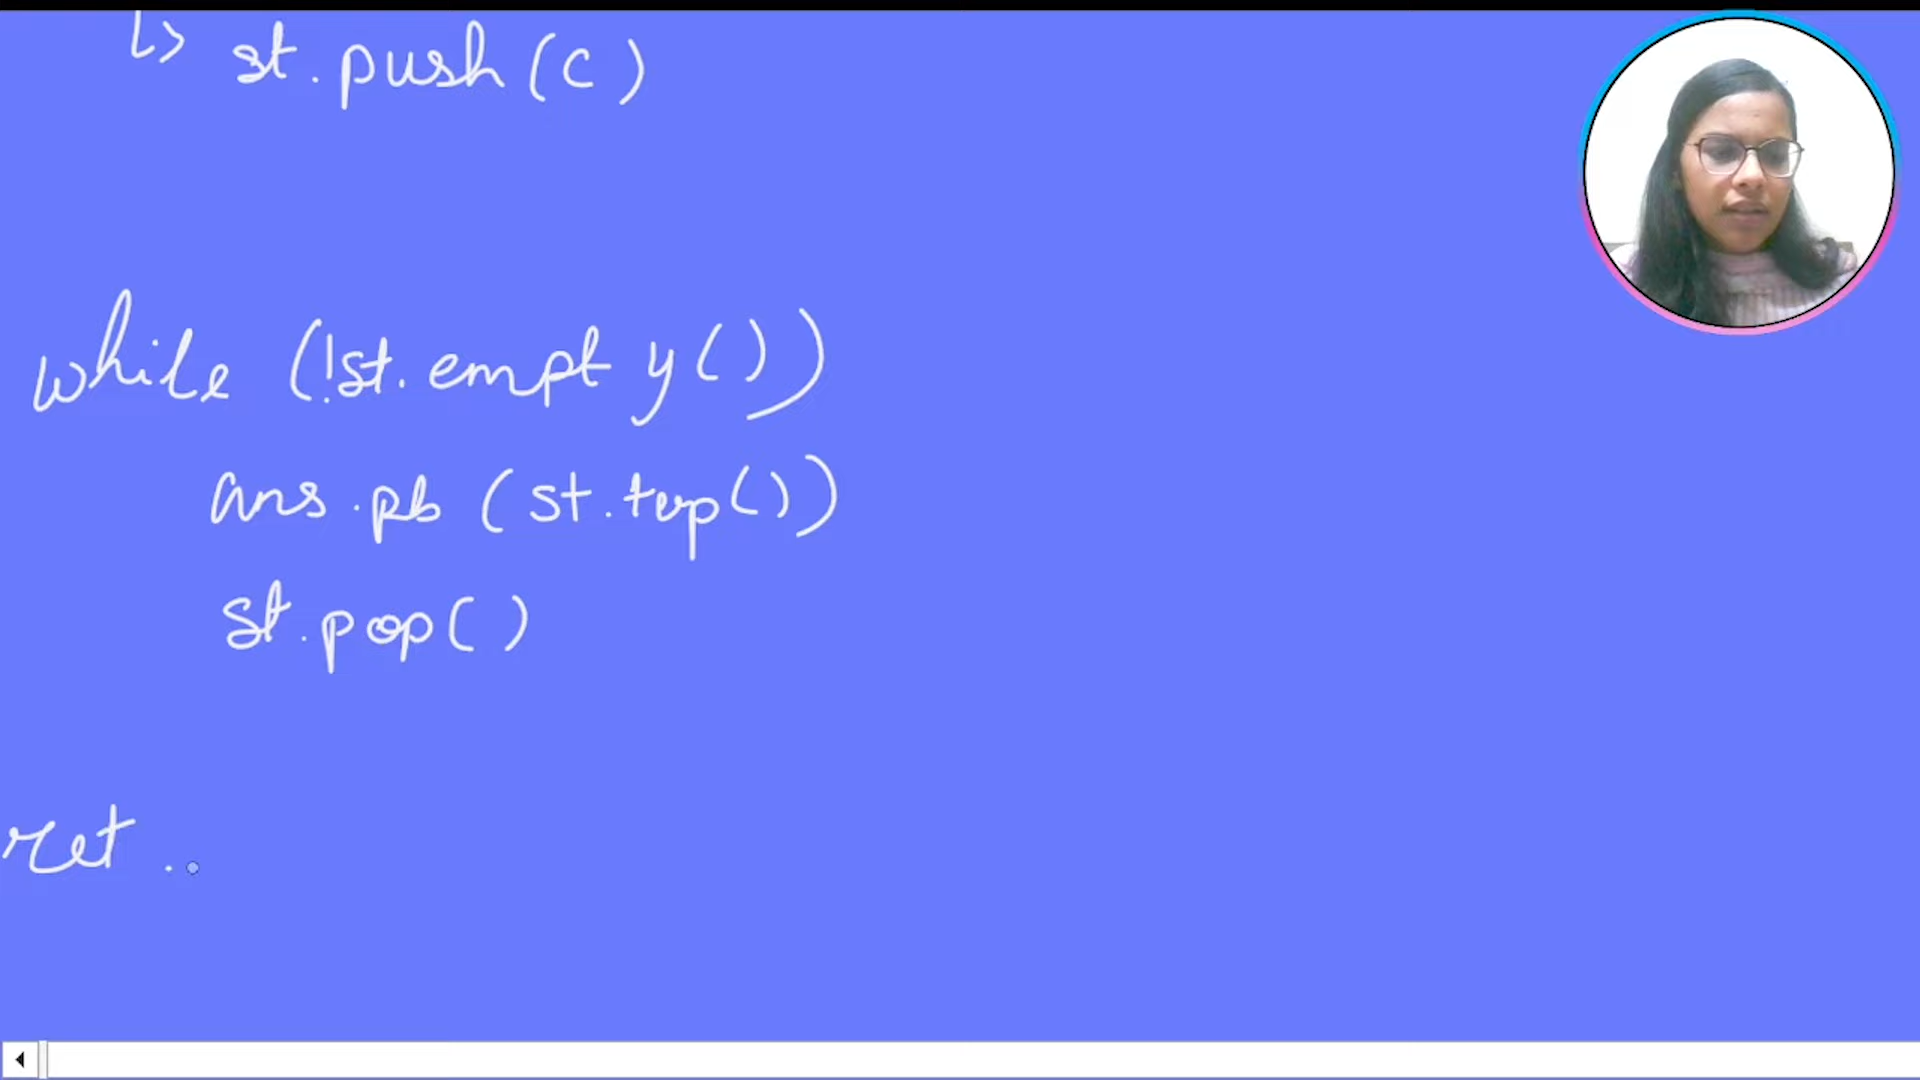 ↳ st.push(c)
while (!st.empty())
ans.pb (st.top())
st.pop()
ret .